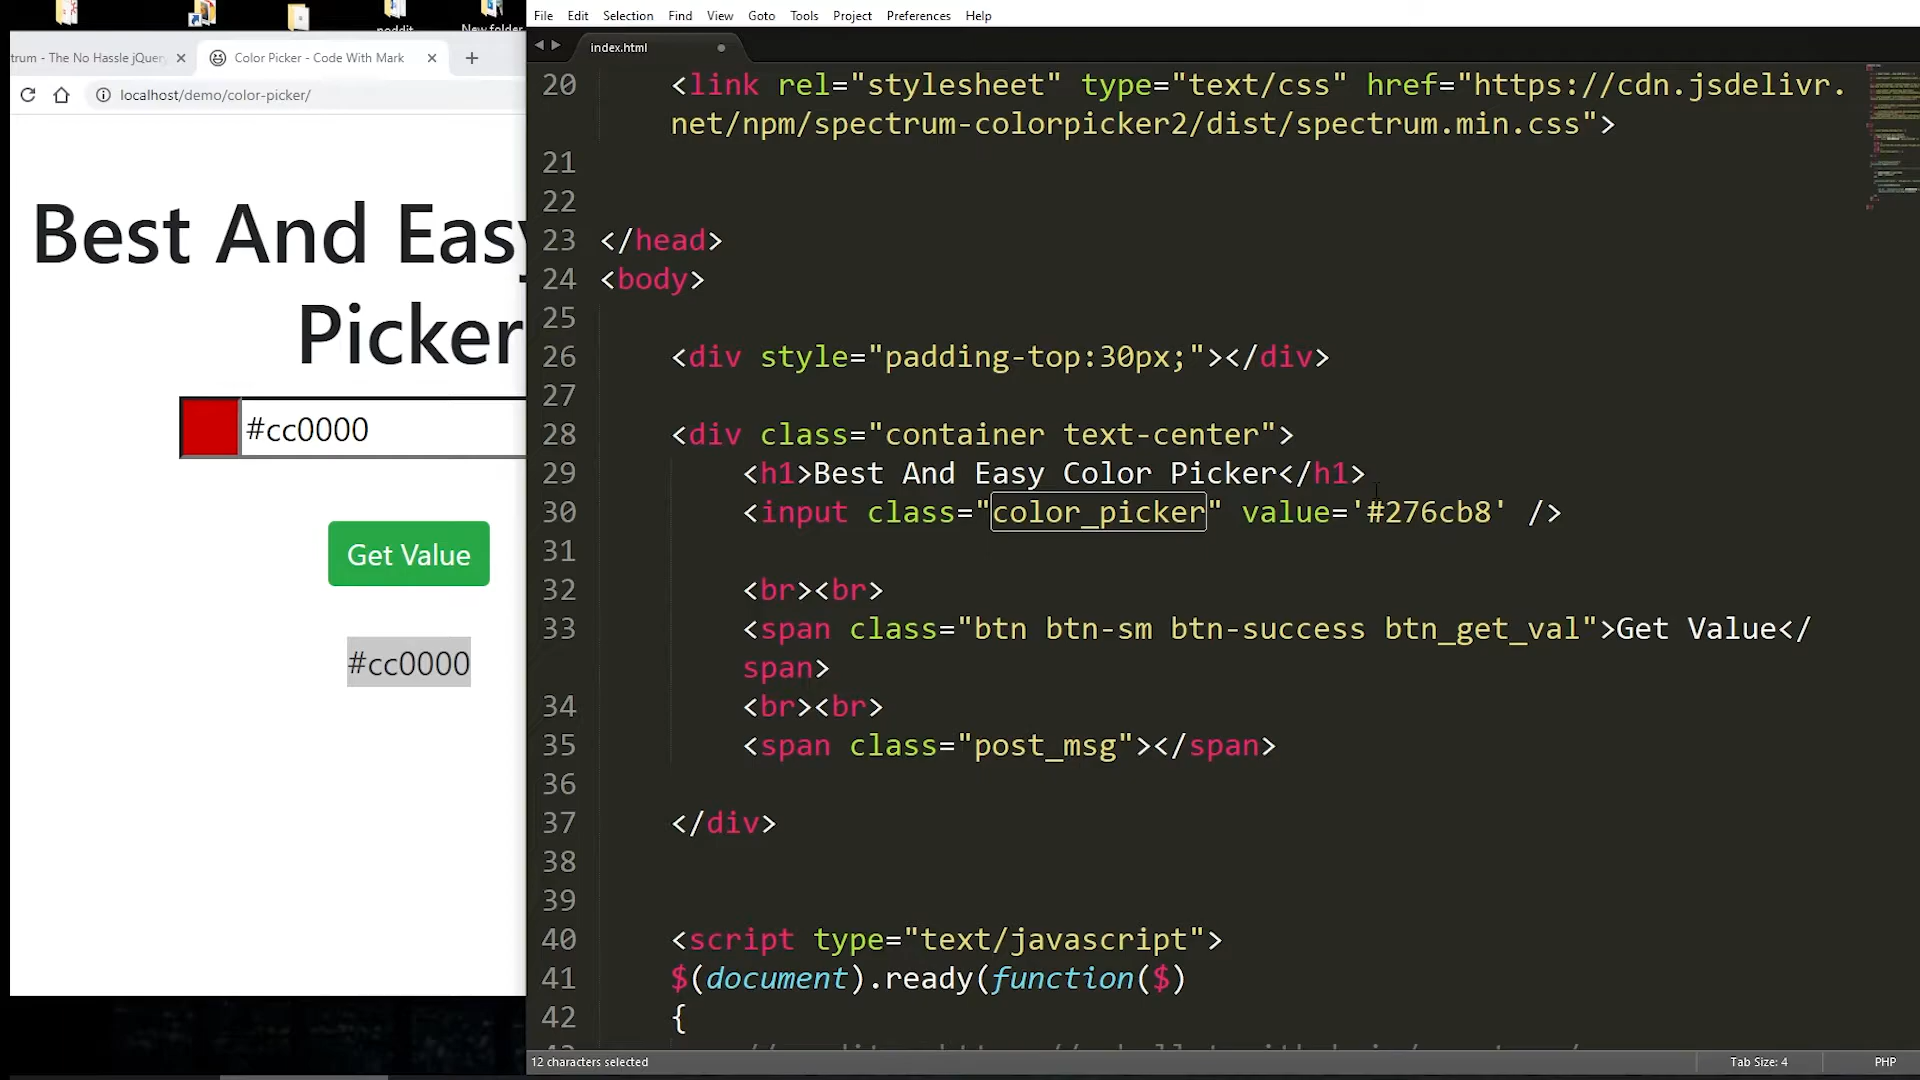 poddit
New folder
trum - The No Hassle jQuery
Color Picker - Code With Mark
localhost/demo/color-picker/
Best And Easy
Picker
#cc0000
Get Value
#cc0000
File Edit Selection Find View Goto Tools Project Preferences Help
index.html
20 <link rel="stylesheet" type="text/css" href="https://cdn.jsdelivr.
net/npm/spectrum-colorpicker2/dist/spectrum.min.css">
21
22
23 </head>
24 <body>
25
26 <div style="padding-top:30px;"></div>
27
28 <div class="container text-center">
29 <h1>Best And Easy Color Picker</h1>
30 <input class="color_picker" value='#276cb8' />
31
32 <br><br>
33 <span class="btn btn-sm btn-success btn_get_val">Get Value</
span>
34 <br><br>
35 <span class="post_msg"></span>
36
37 </div>
38
39
40 <script type="text/javascript">
41 $(document).ready(function($)
42 {
12 characters selected
Tab Size: 4
PHP